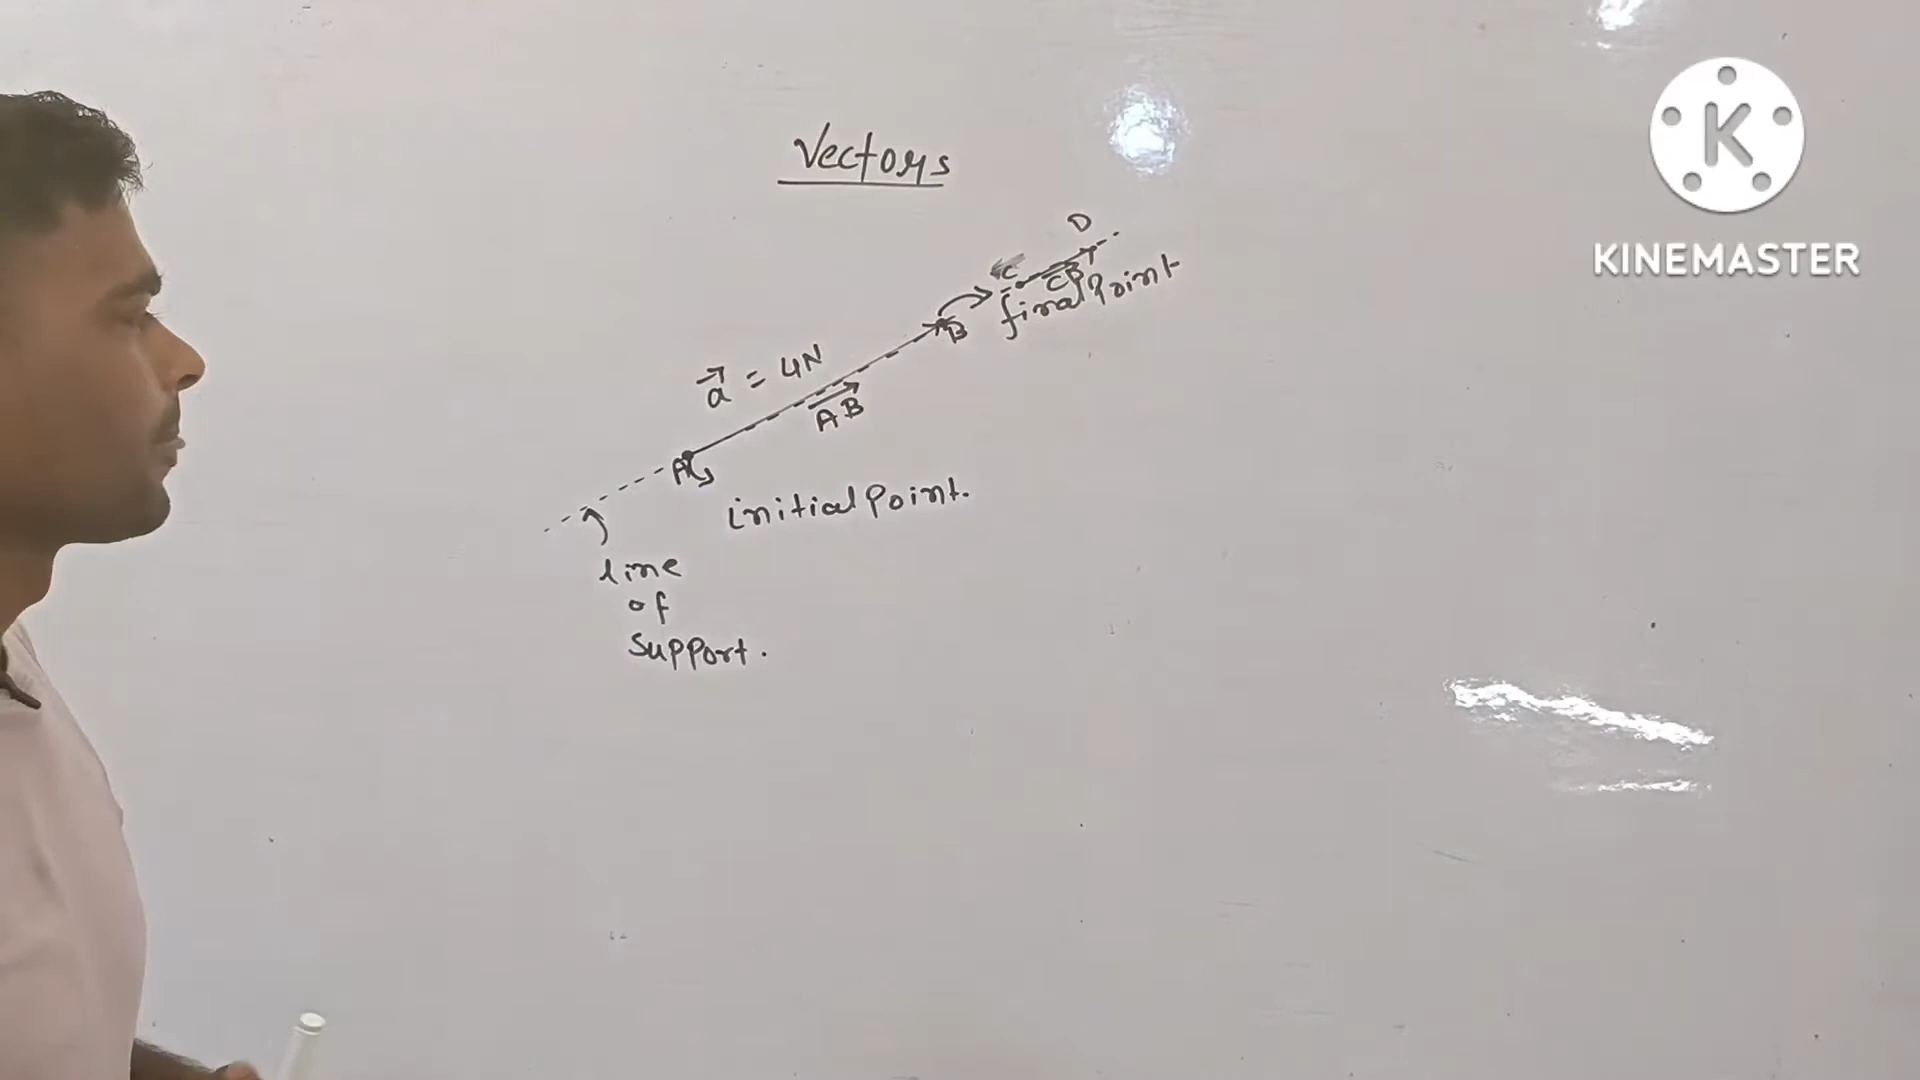 Vectors
D
C
CD
final Point
B
a = 4N
AB
A
initial Point.
line
of
Support.
K
KINEMASTER